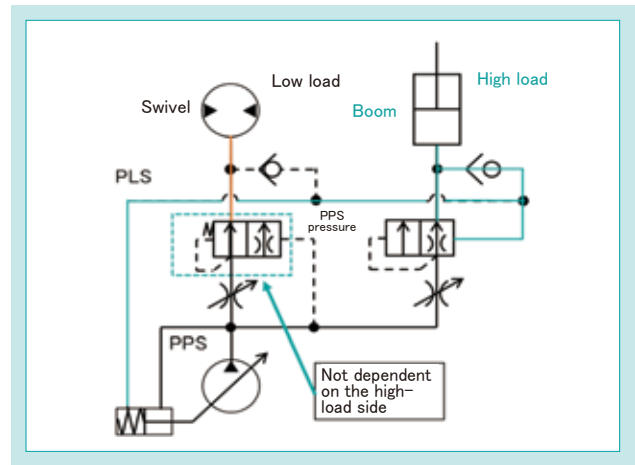 Low load
High load
Swivel
Boom
PLS
PPS
pressure
PPS
Not dependent
on the high-
load side